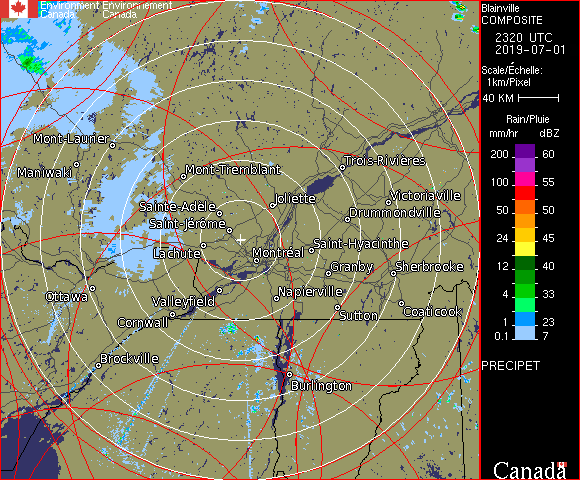 Environment Environnement
Canada Canada
Blainville
COMPOSITE
2320 UTC
2019-07-01
Scale/Échelle:
1km/Pixel
40 KM
Rain/Pluie
mm/hr dBZ
200 60
150 57
100 55
50 50
24 45
12 40
4 33
1 23
0.1 7
PRECIPET
Canada
Mont-Laurier
Maniwaki
Mont-Tremblant
Trois-Rivières
Joliette
Victoriaville
Sainte-Adèle
Drummondville
Saint-Jérôme
Saint-Hyacinthe
Lachute
Montréal
Granby
Sherbrooke
Ottawa
Valleyfield
Napierville
Cornwall
Sutton
Coaticook
Brockville
Burlington